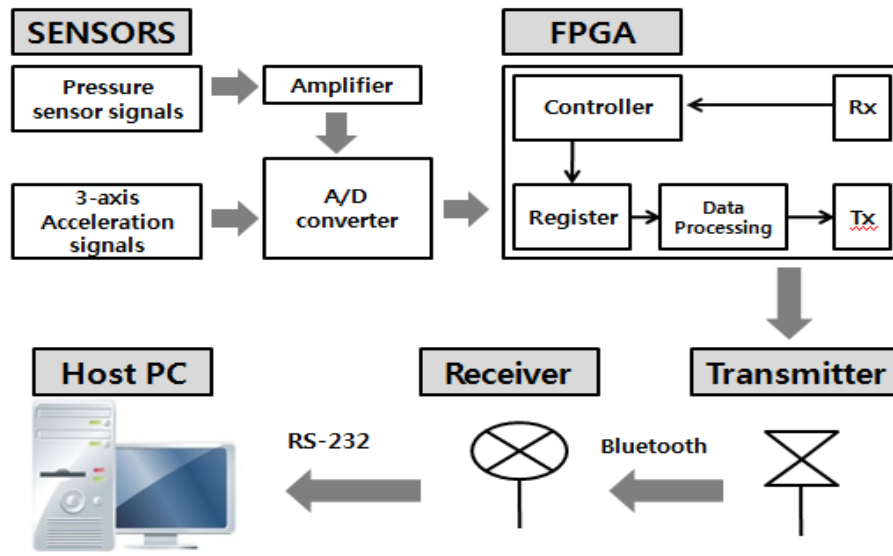 SENSORS
FPGA
Pressure
sensor signals
Amplifier
Controller
Rx
3-axis
Acceleration
signals
A/D
converter
Register
Data
Processing
Tx
Host PC
Receiver
Transmitter
RS-232
Bluetooth